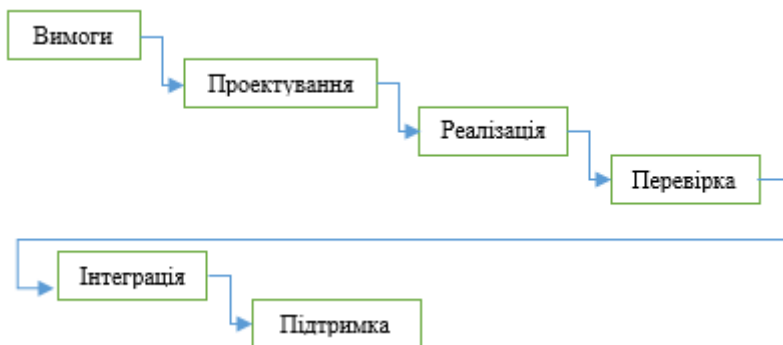 Вимоги
Проектування
Реалізація
Перевірка
Інтеграція
Підтримка